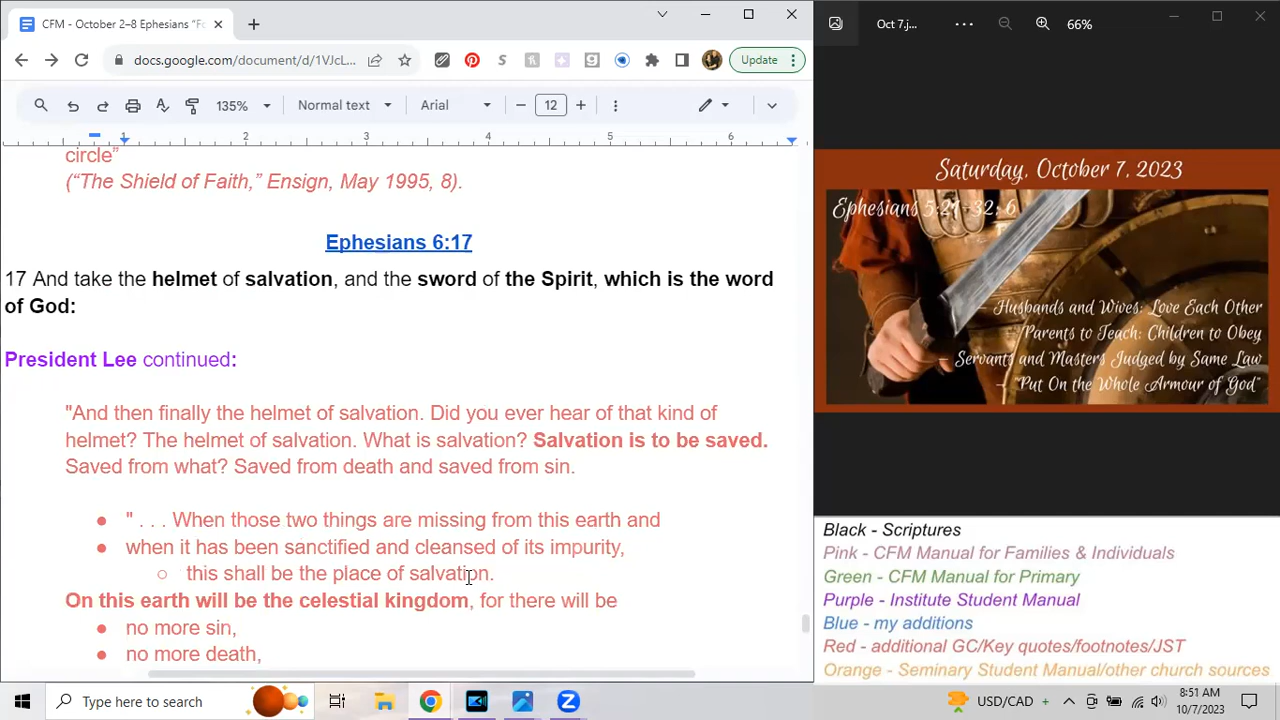 CFM - October 2–8 Ephesians "Fo
docs.google.com/document/d/1VJcL...
Update
135%
Normal text
Arial
12
1
2
3
4
5
6
circle”
(“The Shield of Faith,” Ensign, May 1995, 8).
Ephesians 6:17
17 And take the helmet of salvation, and the sword of the Spirit, which is the word
of God:
President Lee continued:
"And then finally the helmet of salvation. Did you ever hear of that kind of
helmet? The helmet of salvation. What is salvation? Salvation is to be saved.
Saved from what? Saved from death and saved from sin.
" . . . When those two things are missing from this earth and
when it has been sanctified and cleansed of its impurity,
this shall be the place of salvation.
On this earth will be the celestial kingdom, for there will be
no more sin,
no more death,
Oct 7.j...
66%
Saturday, October 7, 2023
Ephesians 5:21-32; 6
- Husbands and Wives: Love Each Other
- Parents to Teach: Children to Obey
- Servants and Masters Judged by Same Law
- "Put On the Whole Armour of God"
Black - Scriptures
Pink - CFM Manual for Families & Individuals
Green - CFM Manual for Primary
Purple - Institute Student Manual
Blue - my additions
Red - additional GC/Key quotes/footnotes/JST
Orange - Seminary Student Manual/other church sources
Type here to search
USD/CAD
8:51 AM
10/7/2023